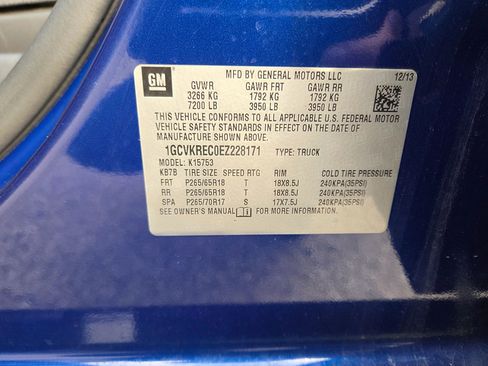 GM
MFD BY GENERAL MOTORS LLC 12/13
GVWR GAWR FRT GAWR RR
3266 KG 1792 KG 1792 KG
7200 LB 3950 LB 3950 LB
THIS VEHICLE CONFORMS TO ALL APPLICABLE U.S. FEDERAL MOTOR
VEHICLE SAFETY STANDARDS IN EFFECT ON THE DATE OF
MANUFACTURE SHOWN ABOVE.
1GCVKREC0EZ228171 TYPE: TRUCK
MODEL: K15753
KB7B TIRE SIZE SPEED RTG RIM COLD TIRE PRESSURE
FRT P265/65R18 T 18X8.5J 240KPA(35PSI)
RR P265/65R18 T 18X8.5J 240KPA(35PSI)
SPA P265/70R17 S 17X7.5J 240KPA(35PSI)
SEE OWNER'S MANUAL FOR MORE INFORMATION.